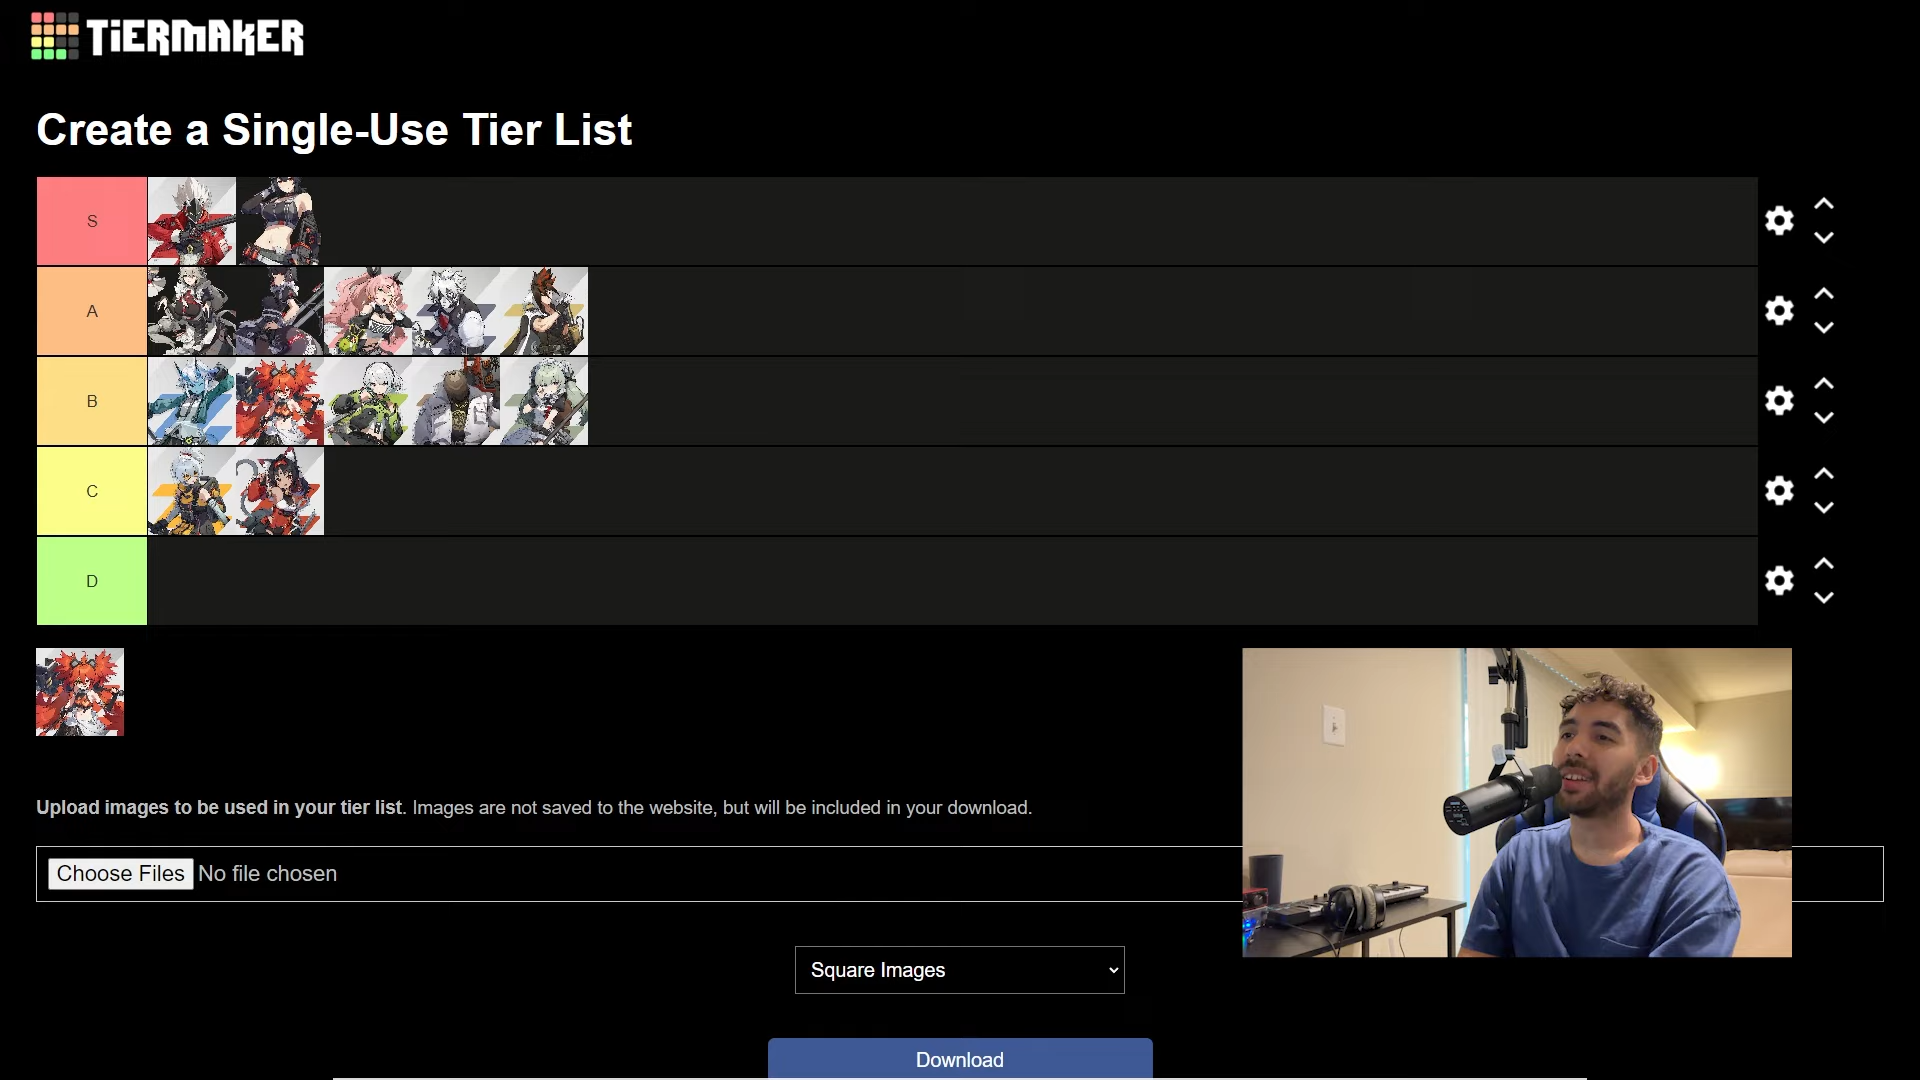 TiERMAKER
Create a Single-Use Tier List
S
A
B
C
D
Upload images to be used in your tier list. Images are not saved to the website, but will be included in your download.
Choose Files No file chosen
Square Images
Download